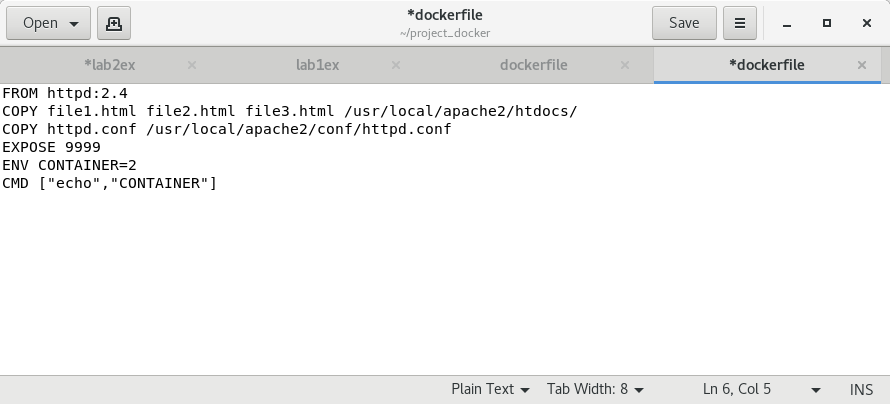 Open
*dockerfile
~/project_docker
Save
*lab2ex
lab1ex
dockerfile
*dockerfile
FROM httpd:2.4
COPY file1.html file2.html file3.html /usr/local/apache2/htdocs/
COPY httpd.conf /usr/local/apache2/conf/httpd.conf
EXPOSE 9999
ENV CONTAINER=2
CMD ["echo","CONTAINER"]
Plain Text
Tab Width: 8
Ln 6, Col 5
INS